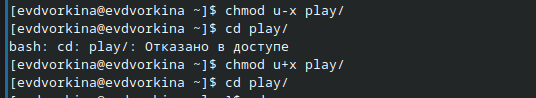 [evdvorkina@evdvorkina ~]$ chmod u-x play/
[evdvorkina@evdvorkina ~]$ cd play/
bash: cd: play/: Отказано в доступе
[evdvorkina@evdvorkina ~]$ chmod u+x play/
[evdvorkina@evdvorkina ~]$ cd play/